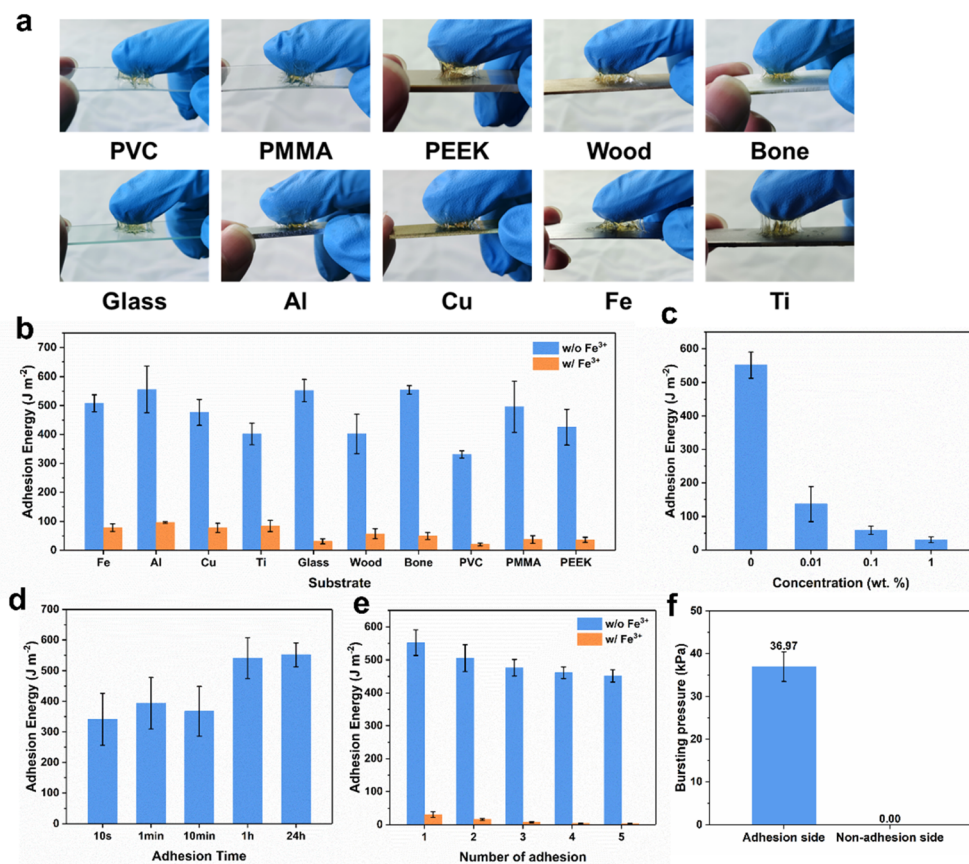 a
PVC PMMA PEEK Wood Bone
Glass Al Cu Fe Ti
b
Adhesion Energy (J m⁻²)
700
600
500
400
300
200
100
0
w/o Fe³⁺
w/ Fe³⁺
Fe Al Cu Ti Glass Wood Bone PVC PMMA PEEK
Substrate
c
Adhesion Energy (J m⁻²)
600
500
400
300
200
100
0
0 0.01 0.1 1
Concentration (wt. %)
d
Adhesion Energy (J m⁻²)
700
600
500
400
300
200
100
0
10s 1min 10min 1h 24h
Adhesion Time
e
Adhesion Energy (J m⁻²)
600
500
400
300
200
100
0
w/o Fe³⁺
w/ Fe³⁺
1 2 3 4 5
Number of adhesion
f
Bursting pressure (kPa)
50
40
30
20
10
0
36.97
0.00
Adhesion side Non-adhesion side